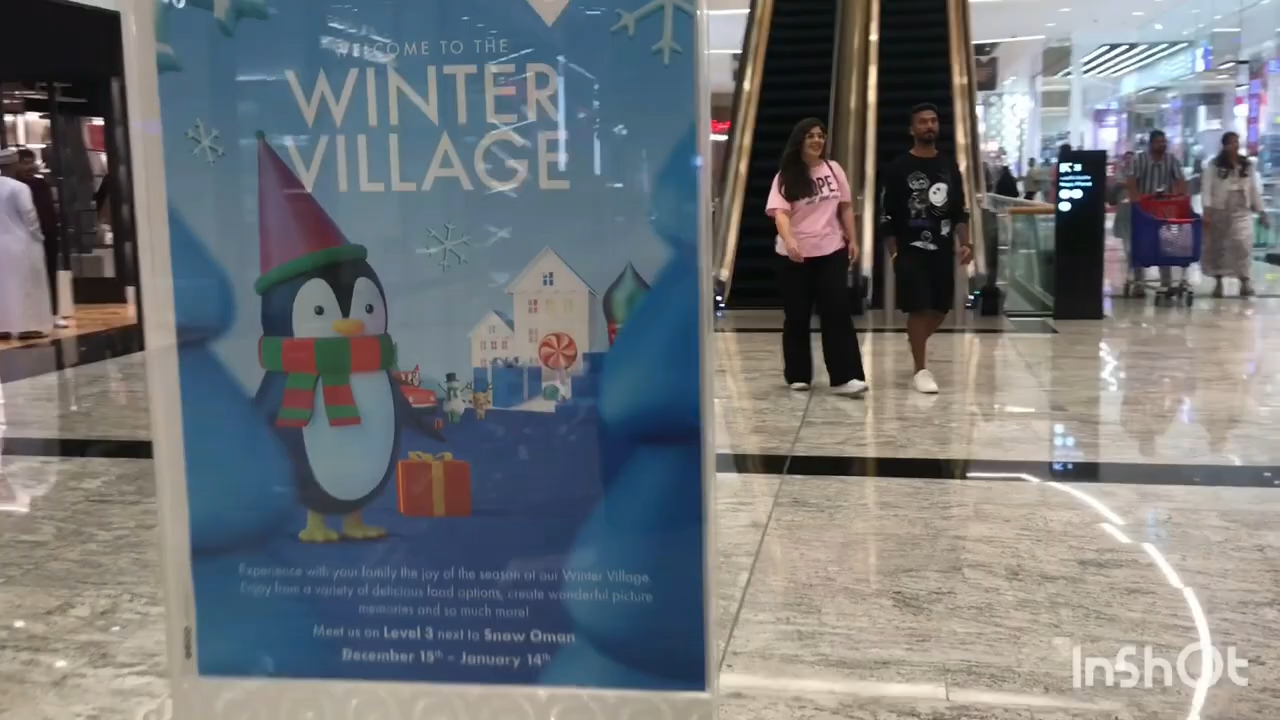 WELCOME TO THE
WINTER
VILLAGE
Experience with your family the joy of the season at our Winter Village.
Enjoy from a variety of delicious food options, create wonderful picture
memories and so much more!
Meet us on Level 3 next to Snow Oman
December 15th – January 14th
OPE!
InShOt